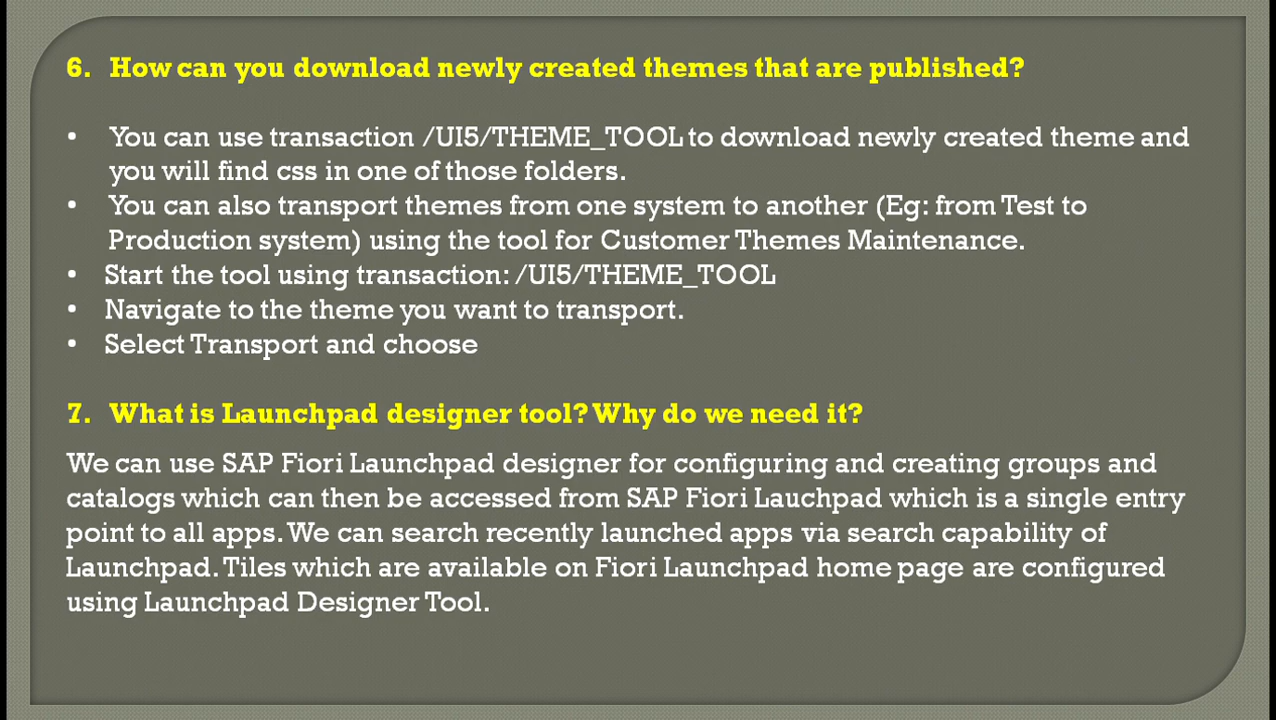 6. How can you download newly created themes that are published?
• You can use transaction /UI5/THEME_TOOL to download newly created theme and
you will find css in one of those folders.
• You can also transport themes from one system to another (Eg: from Test to
Production system) using the tool for Customer Themes Maintenance.
• Start the tool using transaction: /UI5/THEME_TOOL
• Navigate to the theme you want to transport.
• Select Transport and choose
7. What is Launchpad designer tool? Why do we need it?
We can use SAP Fiori Launchpad designer for configuring and creating groups and
catalogs which can then be accessed from SAP Fiori Lauchpad which is a single entry
point to all apps. We can search recently launched apps via search capability of
Launchpad. Tiles which are available on Fiori Launchpad home page are configured
using Launchpad Designer Tool.